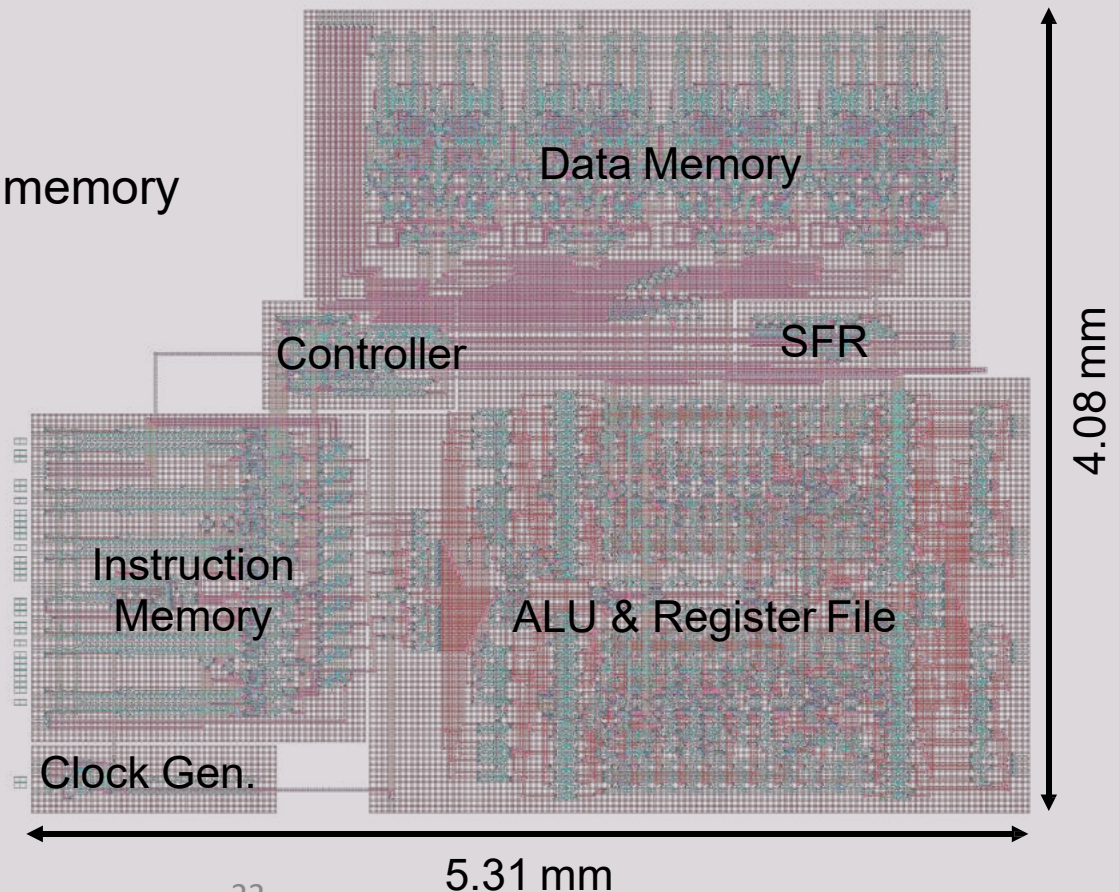 memory
Data Memory
Controller
SFR
4.08 mm
Instruction
Memory
ALU & Register File
Clock Gen.
5.31 mm